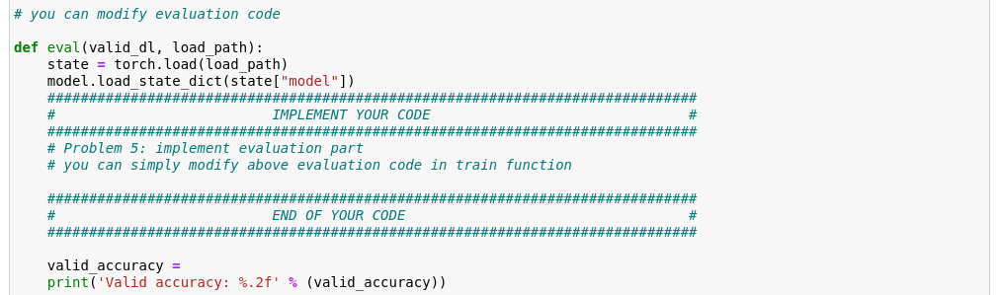 # you can modify evaluation code
def eval(valid_dl, load_path):
    state = torch.load(load_path)
    model.load_state_dict(state["model"])
    ##############################################################################
    #                          IMPLEMENT YOUR CODE                               #
    ##############################################################################
    # Problem 5: implement evaluation part
    # you can simply modify above evaluation code in train function
    ##############################################################################
    #                          END OF YOUR CODE                                  #
    ##############################################################################
    valid_accuracy =
    print('Valid accuracy: %.2f' % (valid_accuracy))